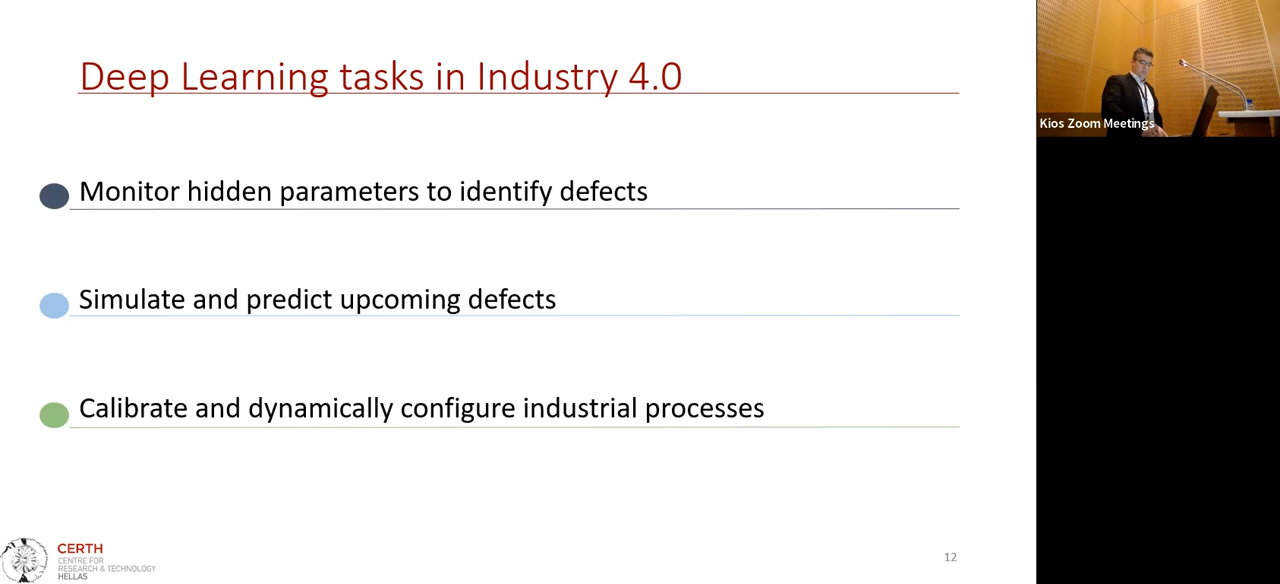 Deep Learning tasks in Industry 4.0
Kios Zoom Meetings
Monitor hidden parameters to identify defects
Simulate and predict upcoming defects
Calibrate and dynamically configure industrial processes
CERTH
CENTRE FOR
RESEARCH & TECHNOLOGY
HELLAS
12